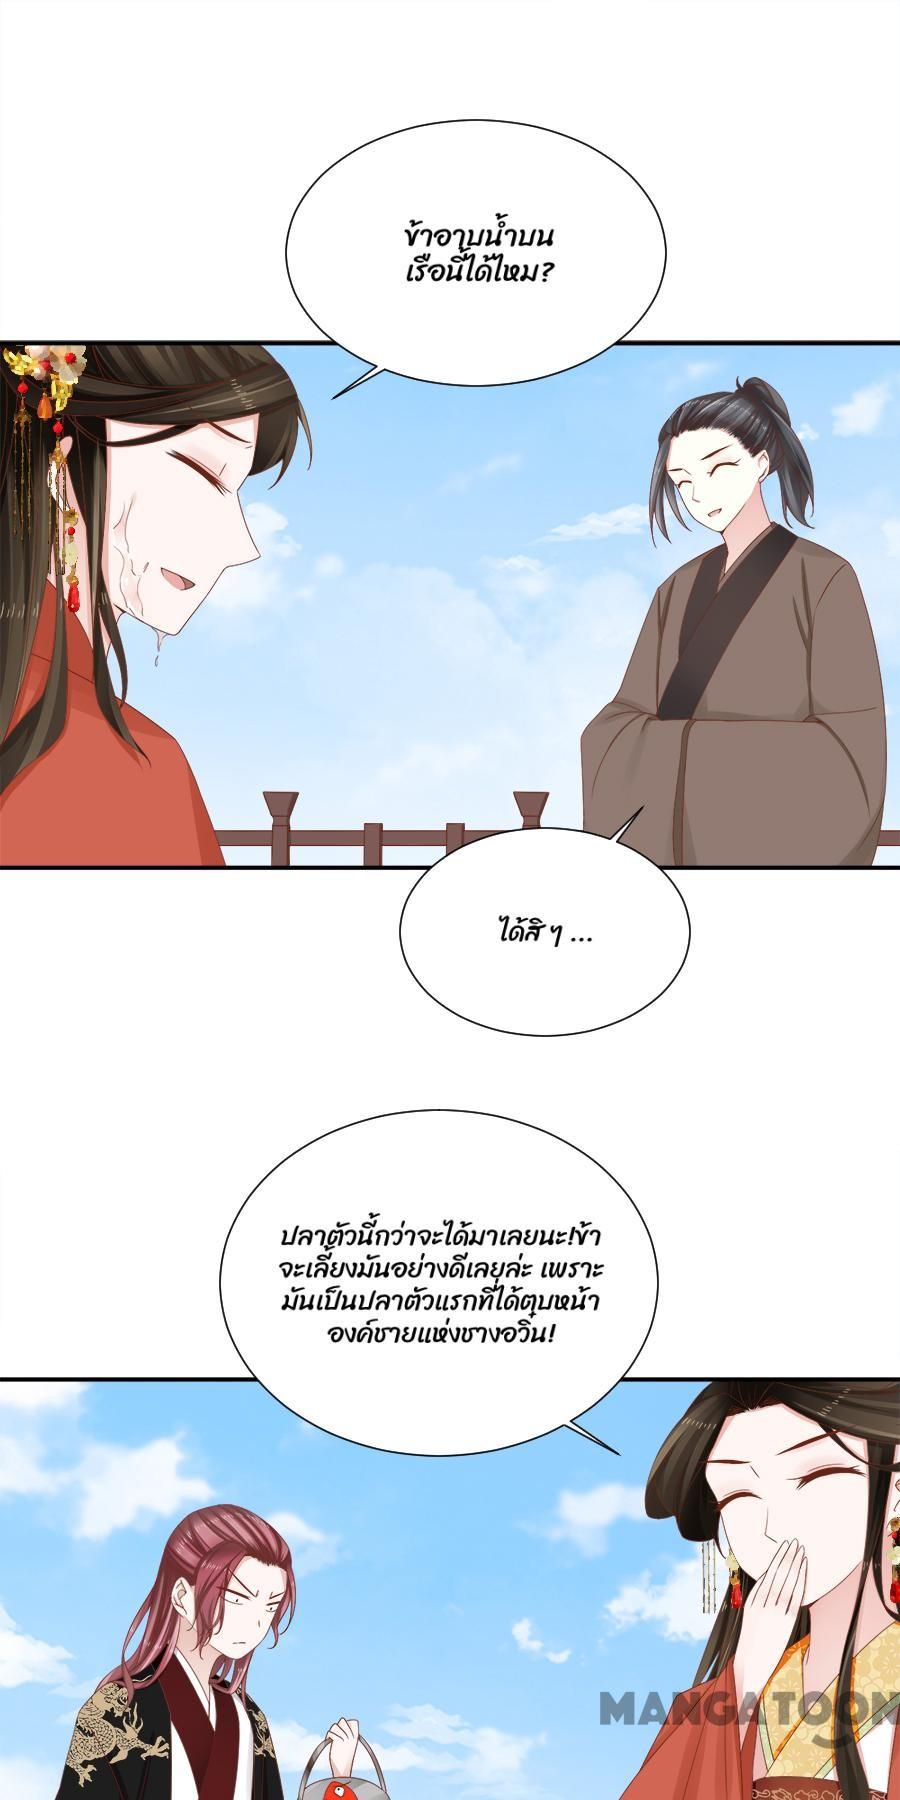 ข้าอาบน้ำบน
เรือนี้ได้ไหม?
ได้สิๆ ...
ปลาตัวนี้กว่าจะได้มาเลยนะ!ข้า
จะเลี้ยงมันอย่างดีเลยล่ะ เพราะ
มันเป็นปลาตัวแรกที่ได้ตบหน้า
องค์ชายแห่งชางอวิ๋น!
MANGATOON